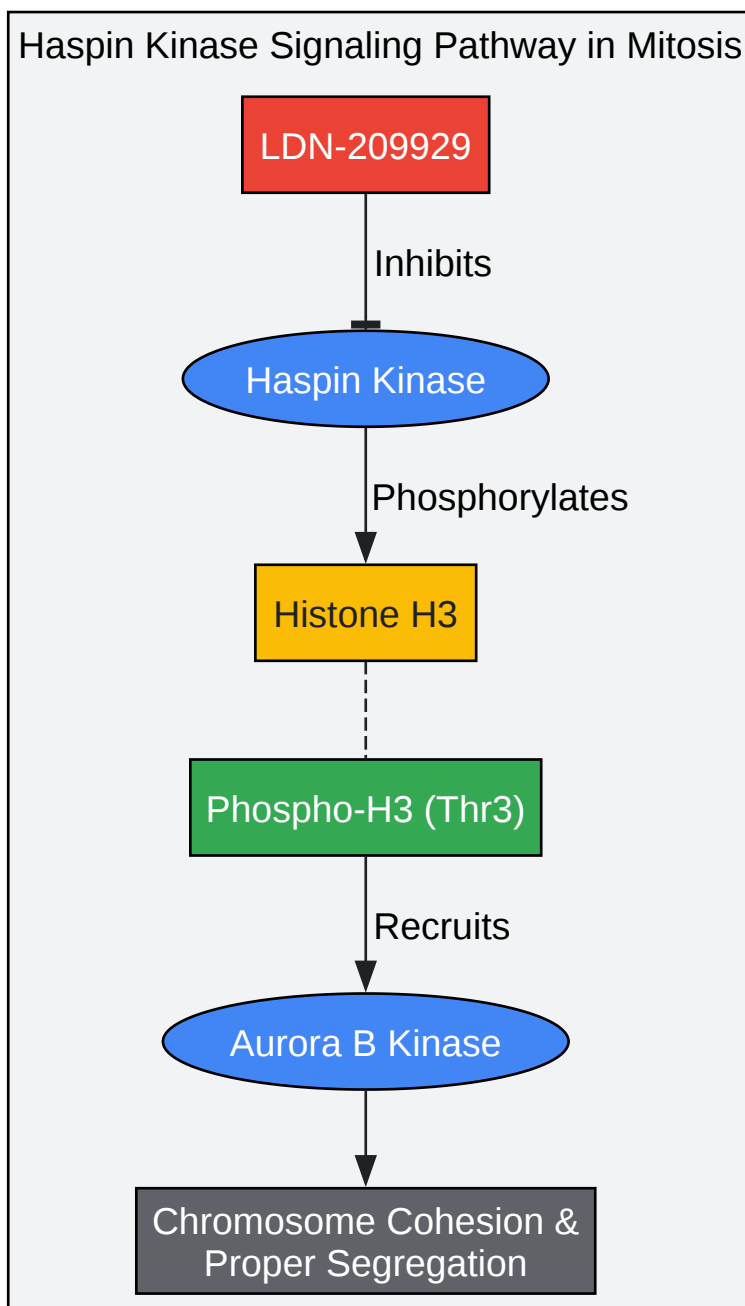 Haspin Kinase Signaling Pathway in Mitosis
LDN-209929
Inhibits
Haspin Kinase
Phosphorylates
Histone H3
Phospho-H3 (Thr3)
Recruits
Aurora B Kinase
Chromosome Cohesion &
Proper Segregation